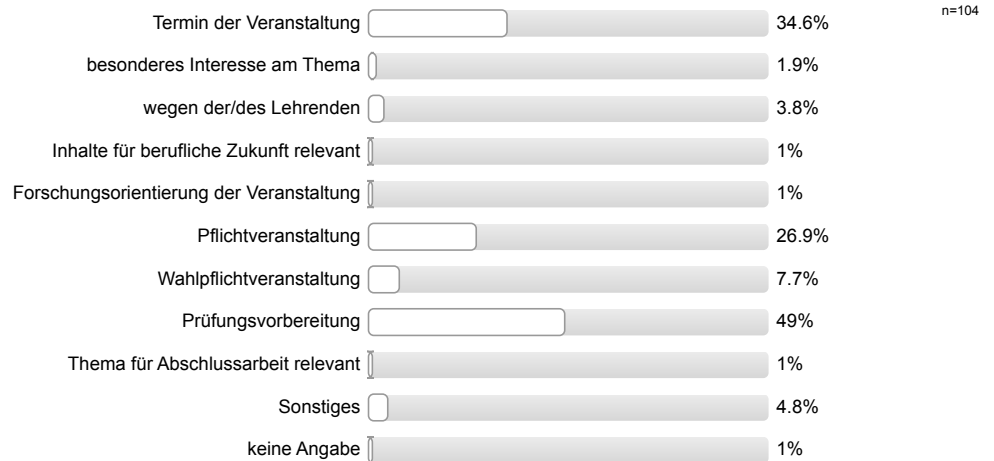 n=104
Termin der Veranstaltung 34.6%
besonderes Interesse am Thema 1.9%
wegen der/des Lehrenden 3.8%
Inhalte für berufliche Zukunft relevant 1%
Forschungsorientierung der Veranstaltung 1%
Pflichtveranstaltung 26.9%
Wahlpflichtveranstaltung 7.7%
Prüfungsvorbereitung 49%
Thema für Abschlussarbeit relevant 1%
Sonstiges 4.8%
keine Angabe 1%